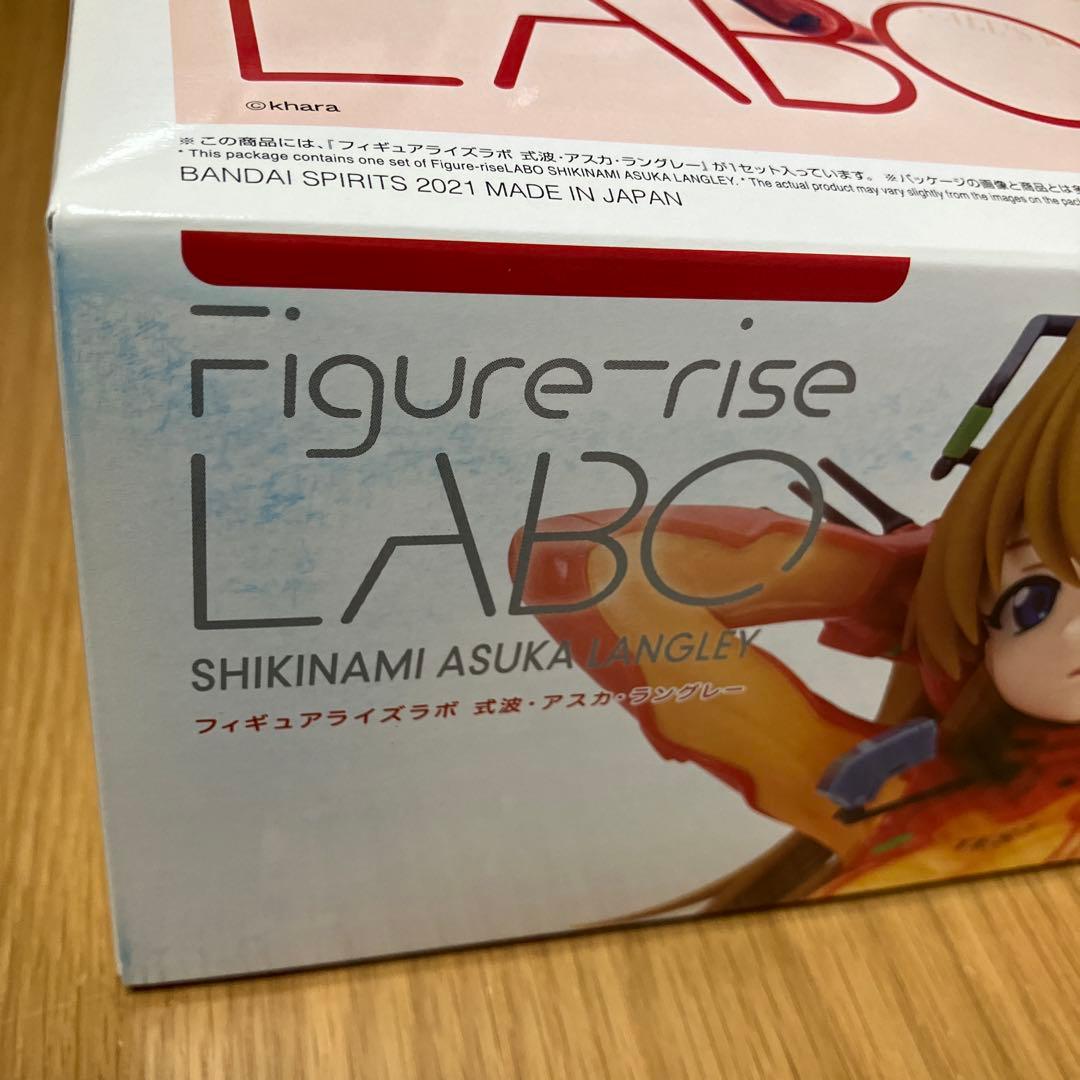 LABO
©khara
※この商品には、『フィギュアライズラボ 式波・アスカ・ラングレー』が1セット入っています。 ※パッケージの画像と商品とは多
* This package contains one set of Figure-riseLABO SHIKINAMI ASUKA LANGLEY. * The actual product may vary slightly from the images on the pac
BANDAI SPIRITS 2021 MADE IN JAPAN
Figure-rise
LABO
SHIKINAMI ASUKA LANGLEY
フィギュアライズラボ 式波・アスカ・ラングレー